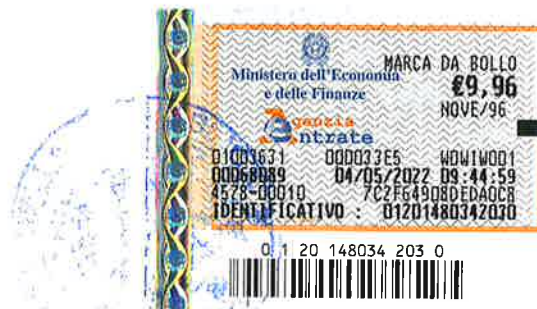 Ministero dell'Economia
e delle Finanze
MARCA DA BOLLO
€9,96
NOVE/96
Agenzia
Entrate
01003631 000033E5 W0W1W001
00068089 04/05/2022 09:44:59
4578-00010 7C2F64908DEDA0C8
IDENTIFICATIVO : 01201480342030
0 1 20 148034 203 0